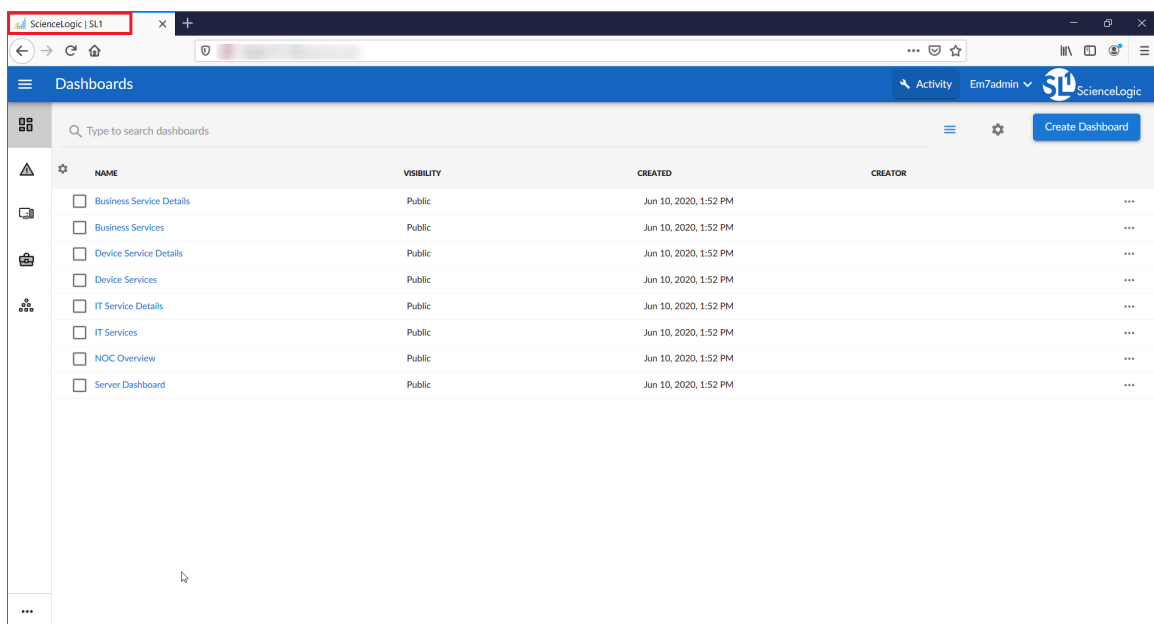 ScienceLogic | SL1
Dashboards
Activity
Em7admin
SL1 ScienceLogic
Type to search dashboards
Create Dashboard
NAME VISIBILITY CREATED CREATOR
Business Service Details Public Jun 10, 2020, 1:52 PM
Business Services Public Jun 10, 2020, 1:52 PM
Device Service Details Public Jun 10, 2020, 1:52 PM
Device Services Public Jun 10, 2020, 1:52 PM
IT Service Details Public Jun 10, 2020, 1:52 PM
IT Services Public Jun 10, 2020, 1:52 PM
NOC Overview Public Jun 10, 2020, 1:52 PM
Server Dashboard Public Jun 10, 2020, 1:52 PM